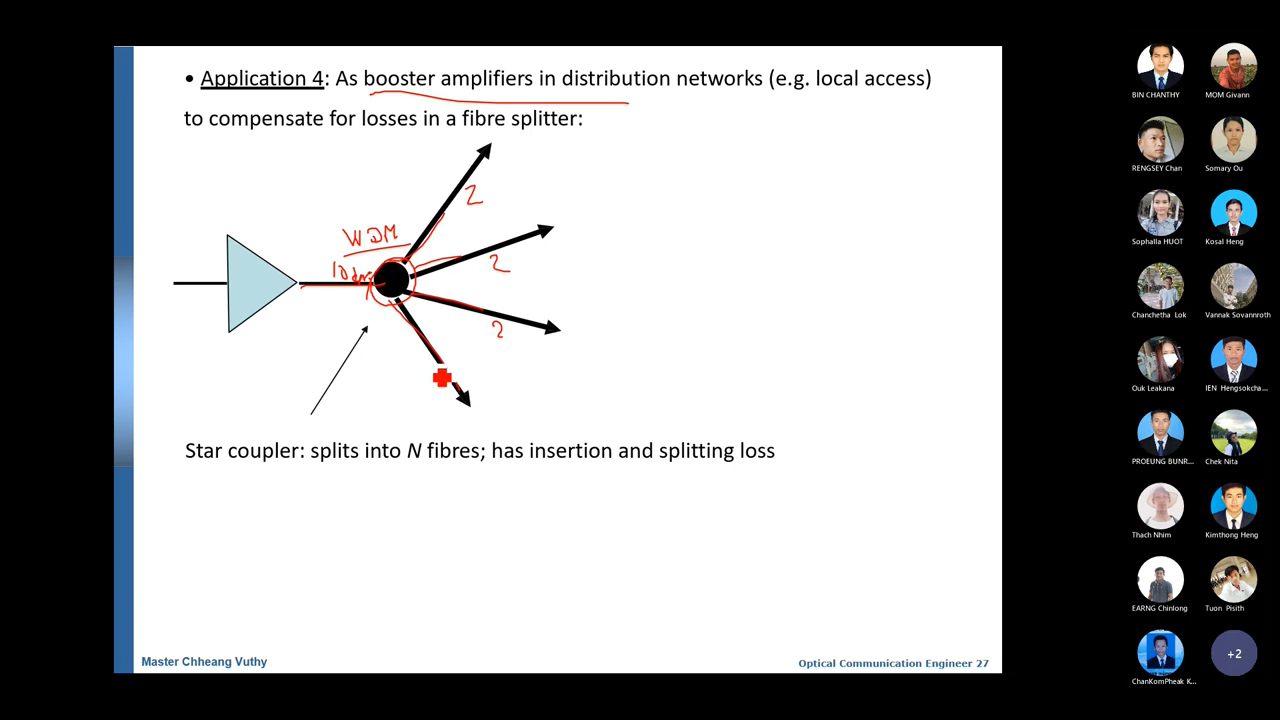 • Application 4: As booster amplifiers in distribution networks (e.g. local access)
to compensate for losses in a fibre splitter:
WDM
2
2
2
Star coupler: splits into N fibres; has insertion and splitting loss
Master Chheang Vuthy
Optical Communication Engineer 27
BIN CHANTHY
MOM Givann
RENGSEY Chan
Somary Ou
Sophalla HUOT
Kosal Heng
Chanchetha Lok
Vannak Sovannroth
Ouk Leakana
IEN Hengsokcha...
PROEUNG BUNR...
Chek Nita
Thach Nhim
Kimthong Heng
EARNG Chinlong
Tuon Pisith
ChanKomPheak K...
+2